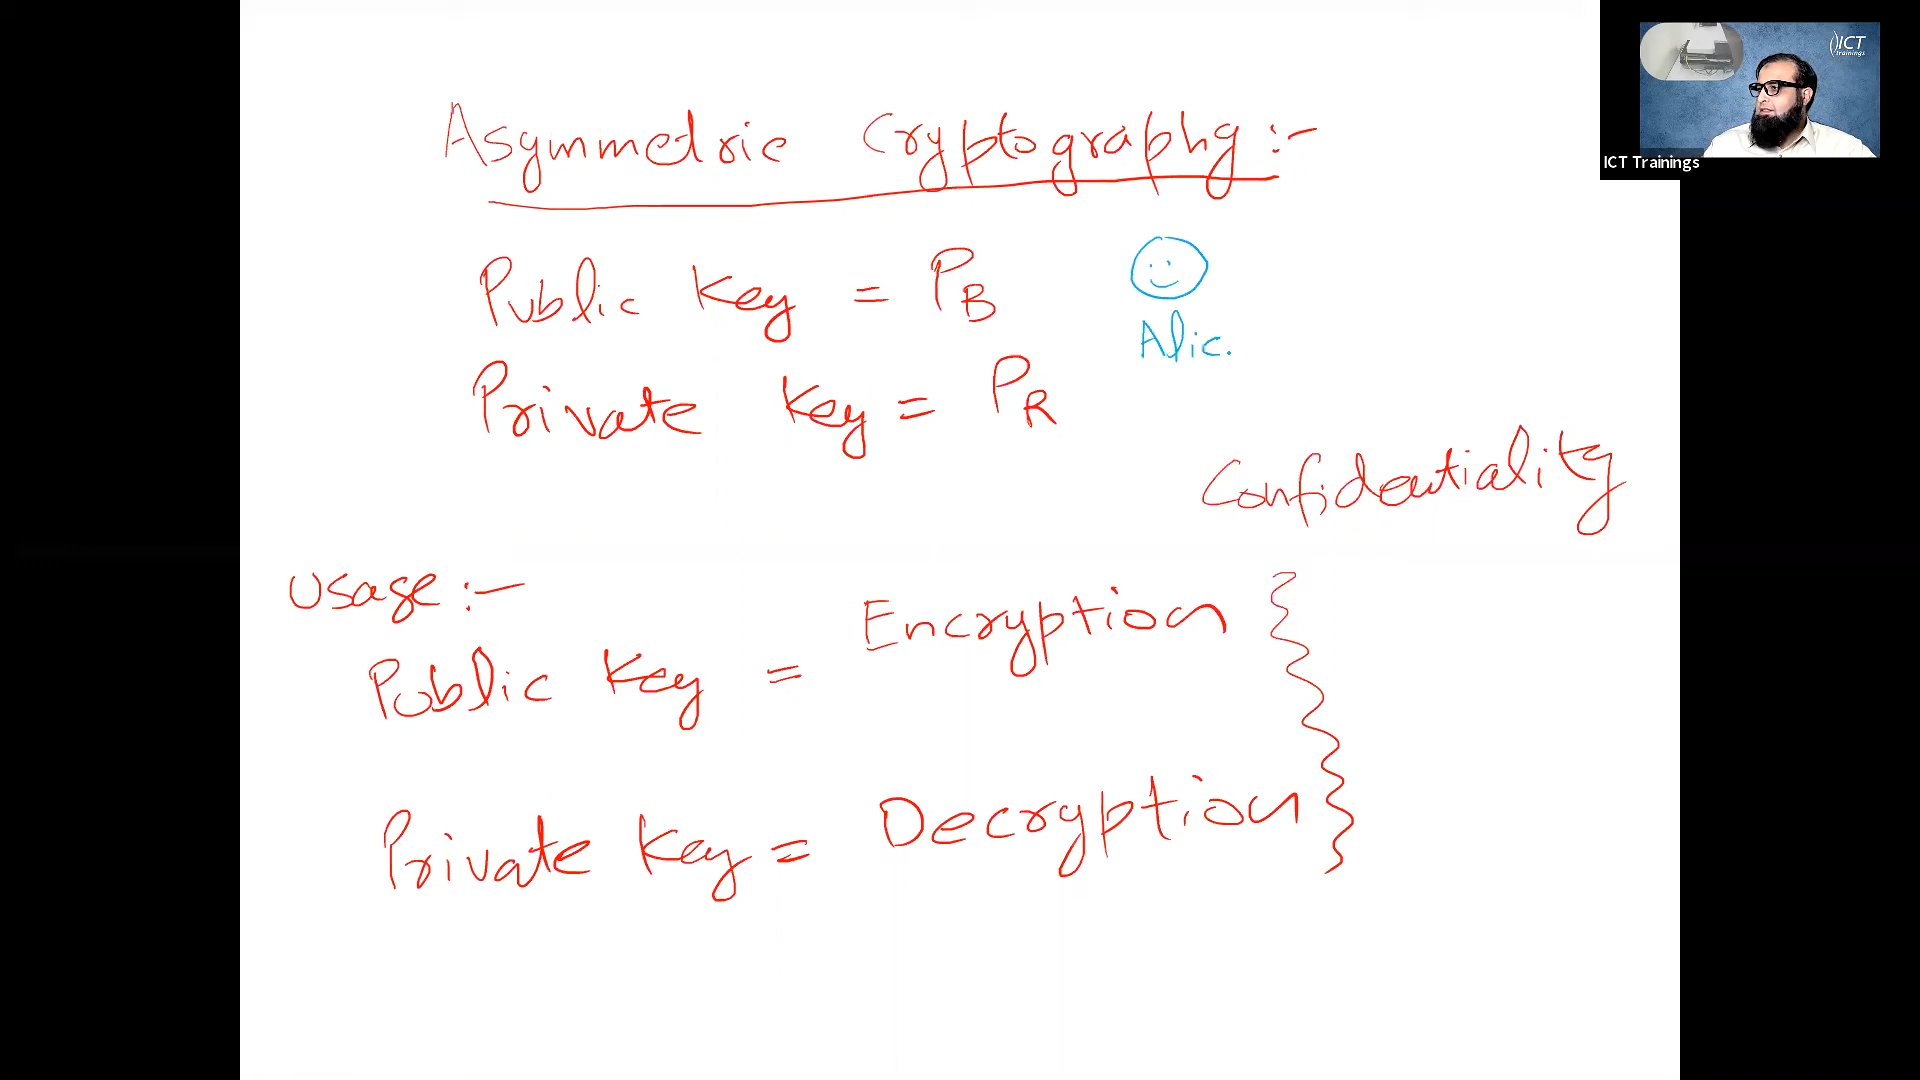 Asymmetric Cryptography :-
Public Key = PB
Alic.
Private Key = PR
Confidentiality
Usage :-
Public Key = Encryption
Private Key = Decryption
ICT
trainings
ICT Trainings